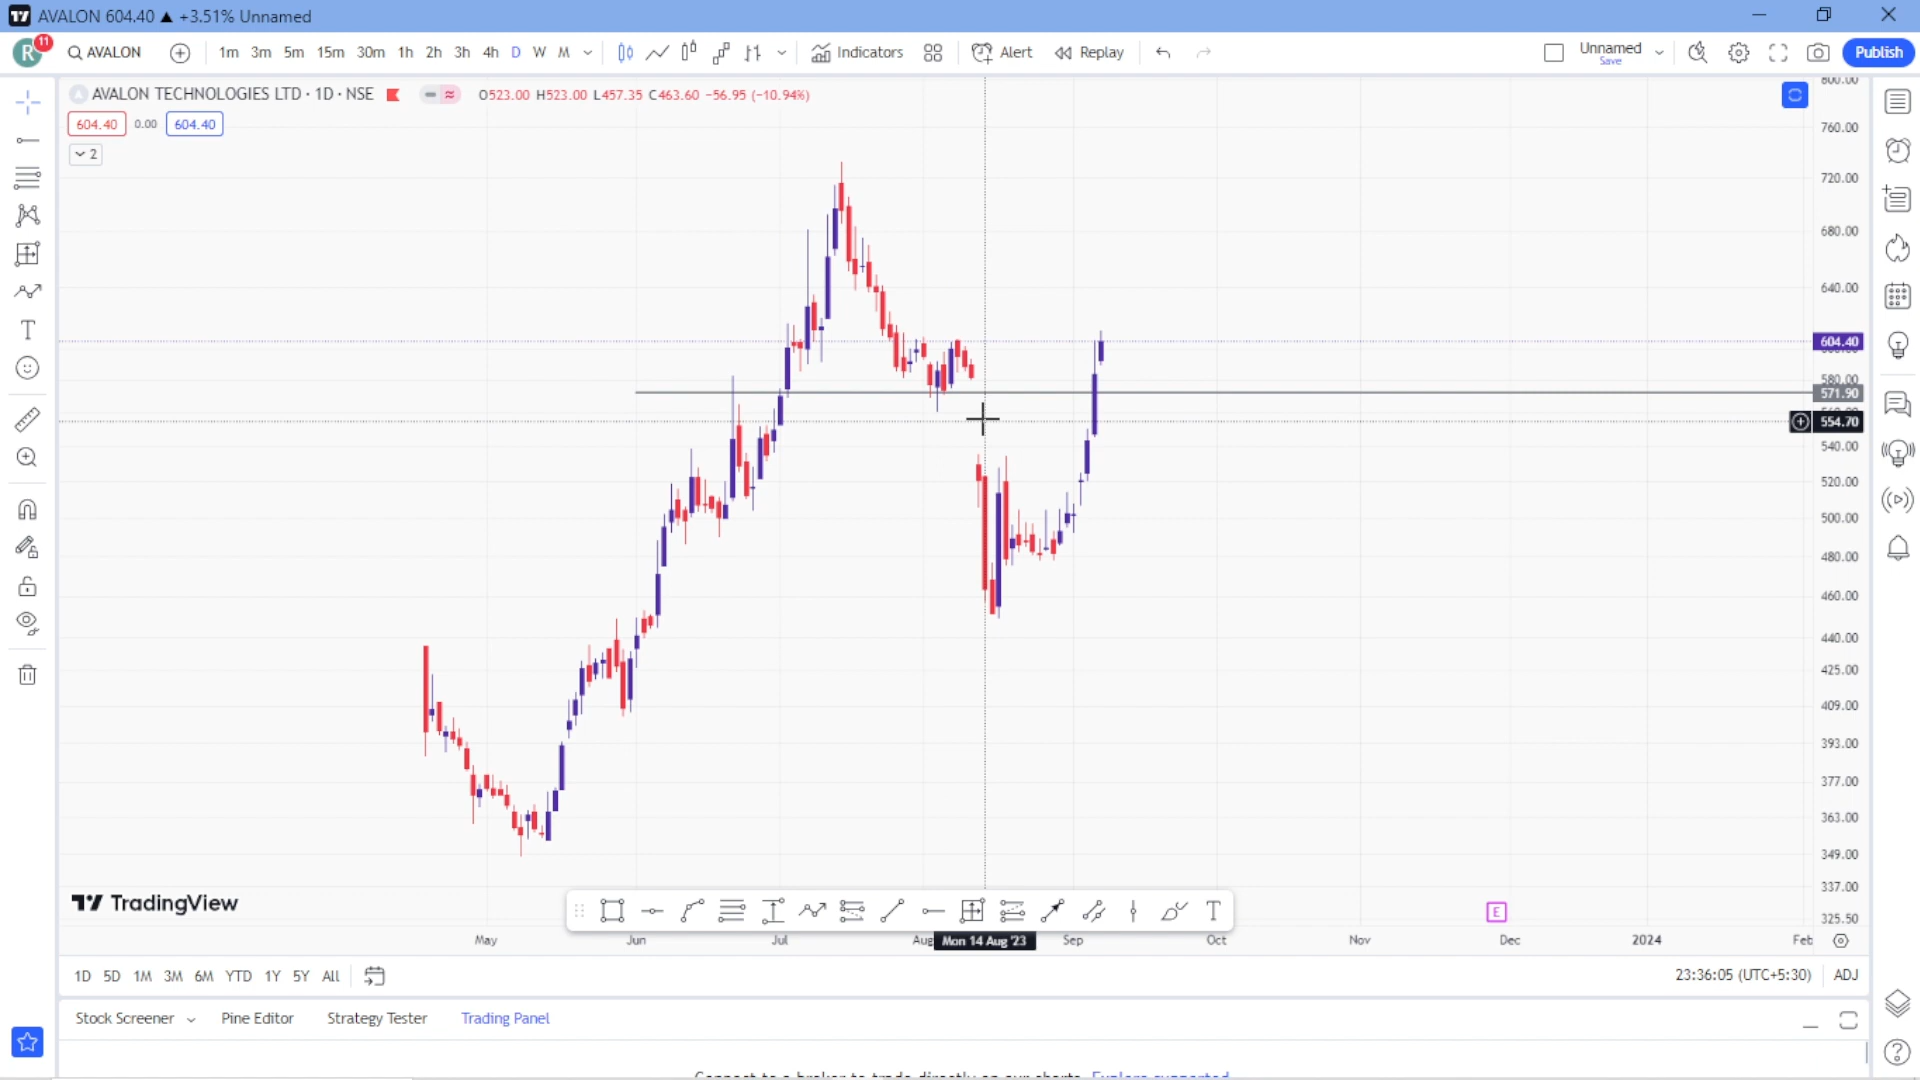 AVALON 604.40 ▲ +3.51% Unnamed
R 11 AVALON 1m 3m 5m 15m 30m 1h 2h 3h 4h D W M Indicators Alert Replay Unnamed Save Publish
AVALON TECHNOLOGIES LTD · 1D · NSE O523.00 H523.00 L457.35 C463.60 −56.95 (−10.94%)
604.40 0.00 604.40
2
800.00
760.00
720.00
680.00
640.00
604.40
580.00
571.90
554.70
540.00
520.00
500.00
480.00
460.00
440.00
425.00
409.00
393.00
377.00
363.00
349.00
337.00
325.50
TradingView
E
May Jun Jul Aug Mon 14 Aug '23 Sep Oct Nov Dec 2024 Feb
1D 5D 1M 3M 6M YTD 1Y 5Y All 23:36:05 (UTC+5:30) ADJ
Stock Screener Pine Editor Strategy Tester Trading Panel